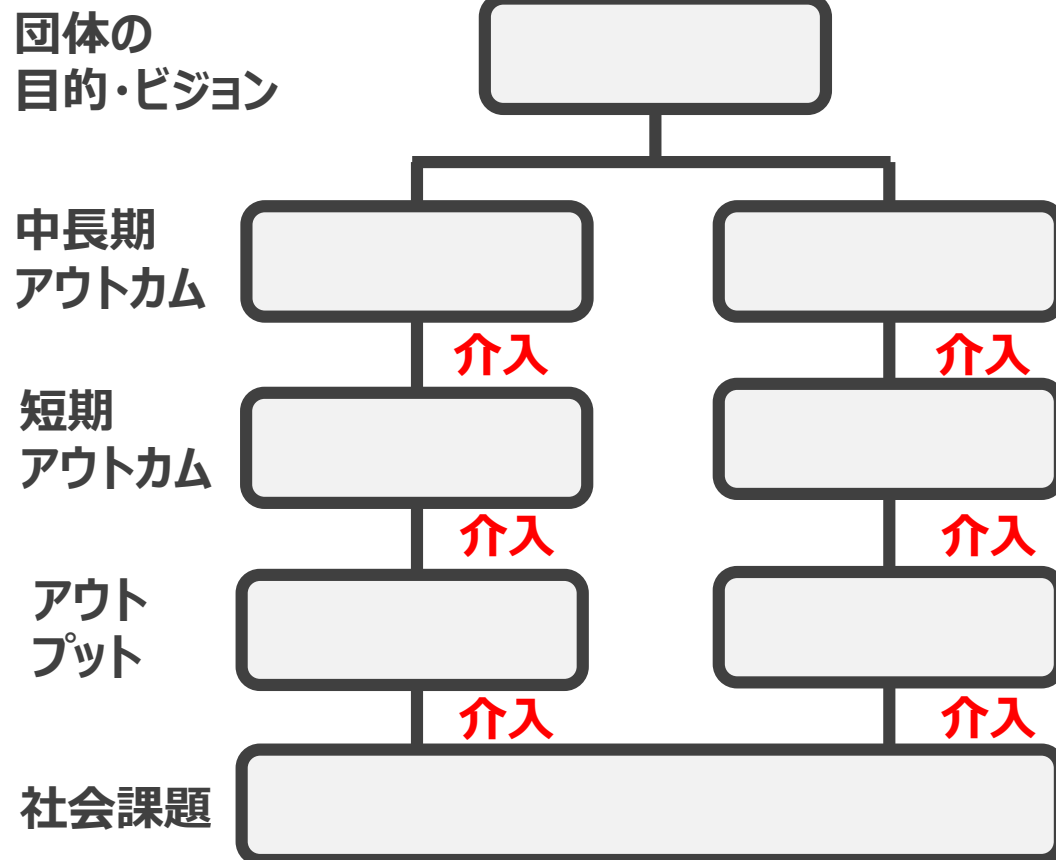 団体の
目的・ビジョン
中長期
アウトカム
介入
介入
短期
アウトカム
介入
介入
アウト
プット
介入
介入
社会課題